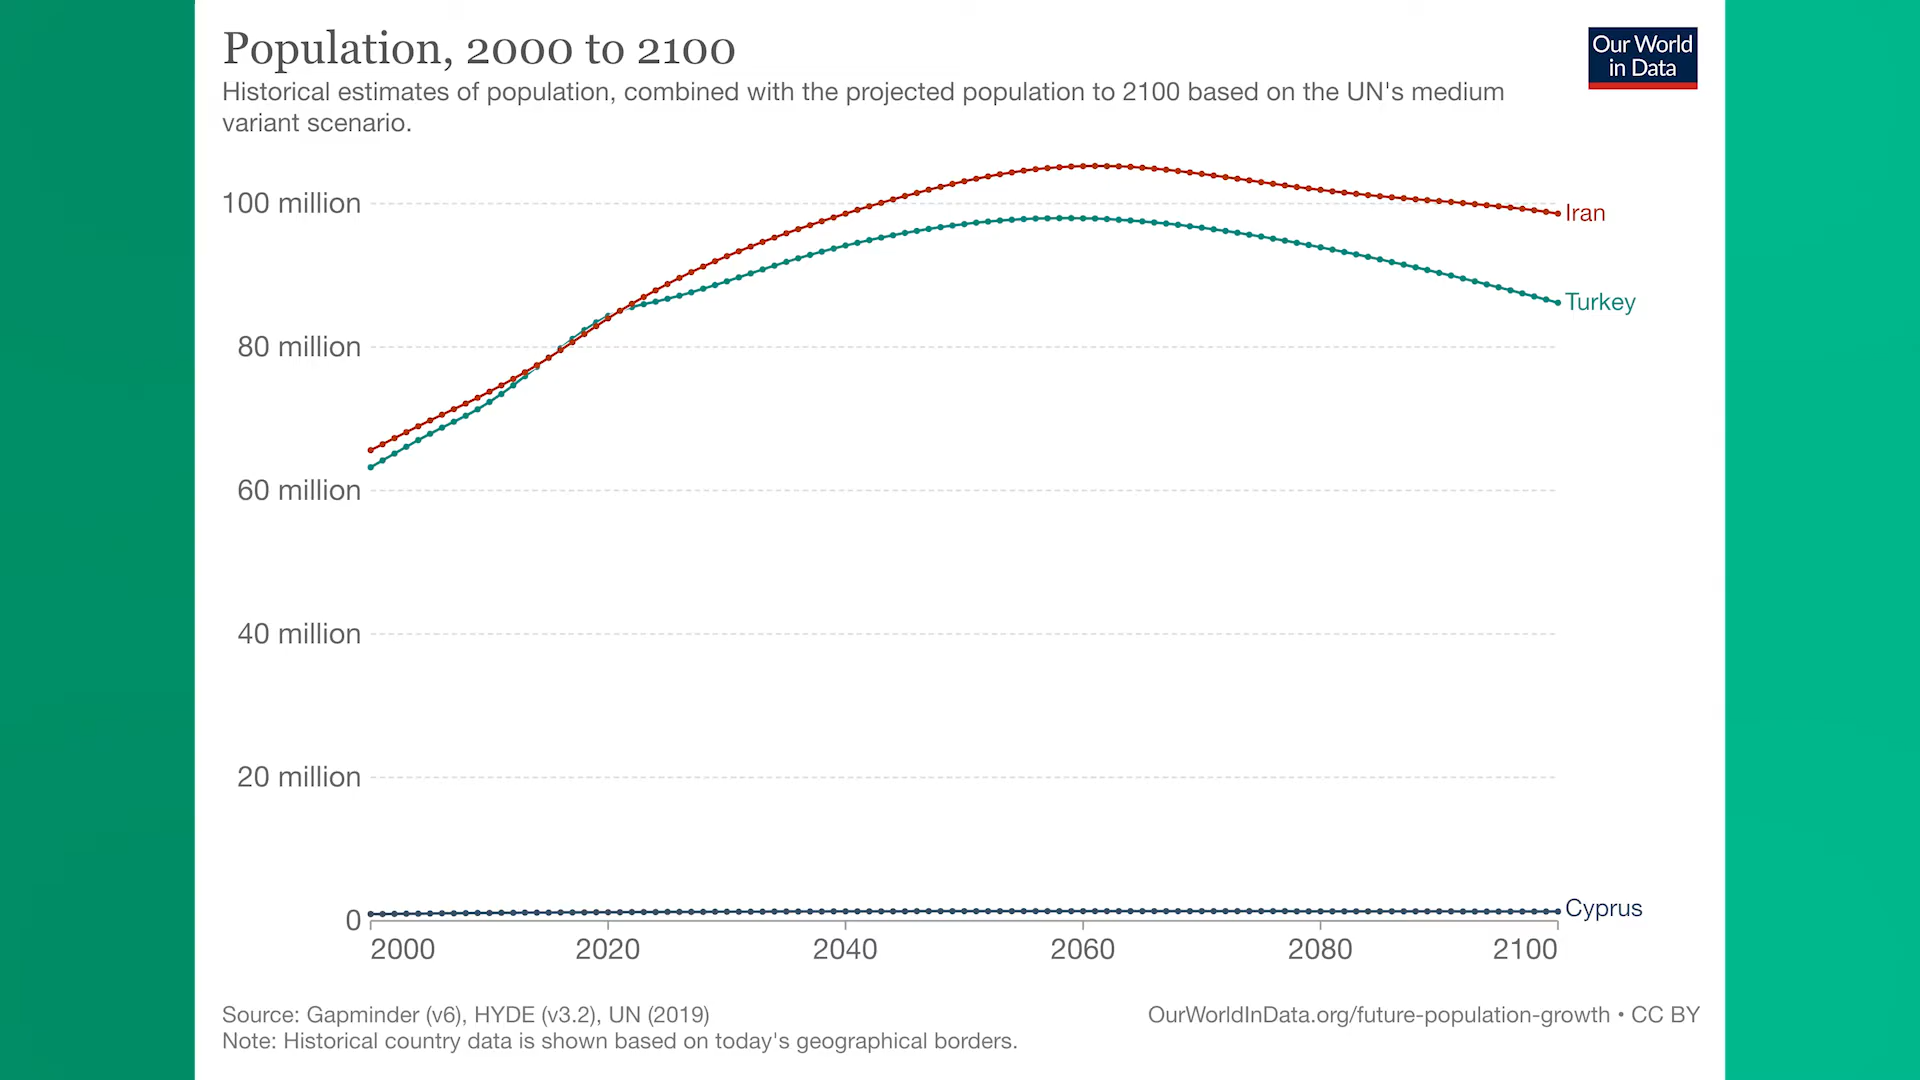 Population, 2000 to 2100
Our World
in Data
Historical estimates of population, combined with the projected population to 2100 based on the UN's medium
variant scenario.
100 million
Iran
Turkey
80 million
60 million
40 million
20 million
0
Cyprus
2000
2020
2040
2060
2080
2100
Source: Gapminder (v6), HYDE (v3.2), UN (2019)
OurWorldInData.org/future-population-growth • CC BY
Note: Historical country data is shown based on today's geographical borders.